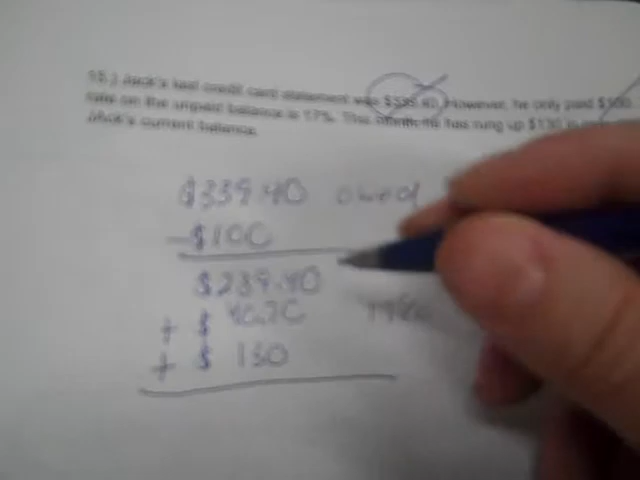 15.) Jack's last credit card statement was $339.40. However, he only paid $100.
rate on the unpaid balance is 17%. This month he has rung up $130 in
Jack's current balance.
$339.40 owed
-$100
$239.40
+ $ 40.70 17%
+ $ 130